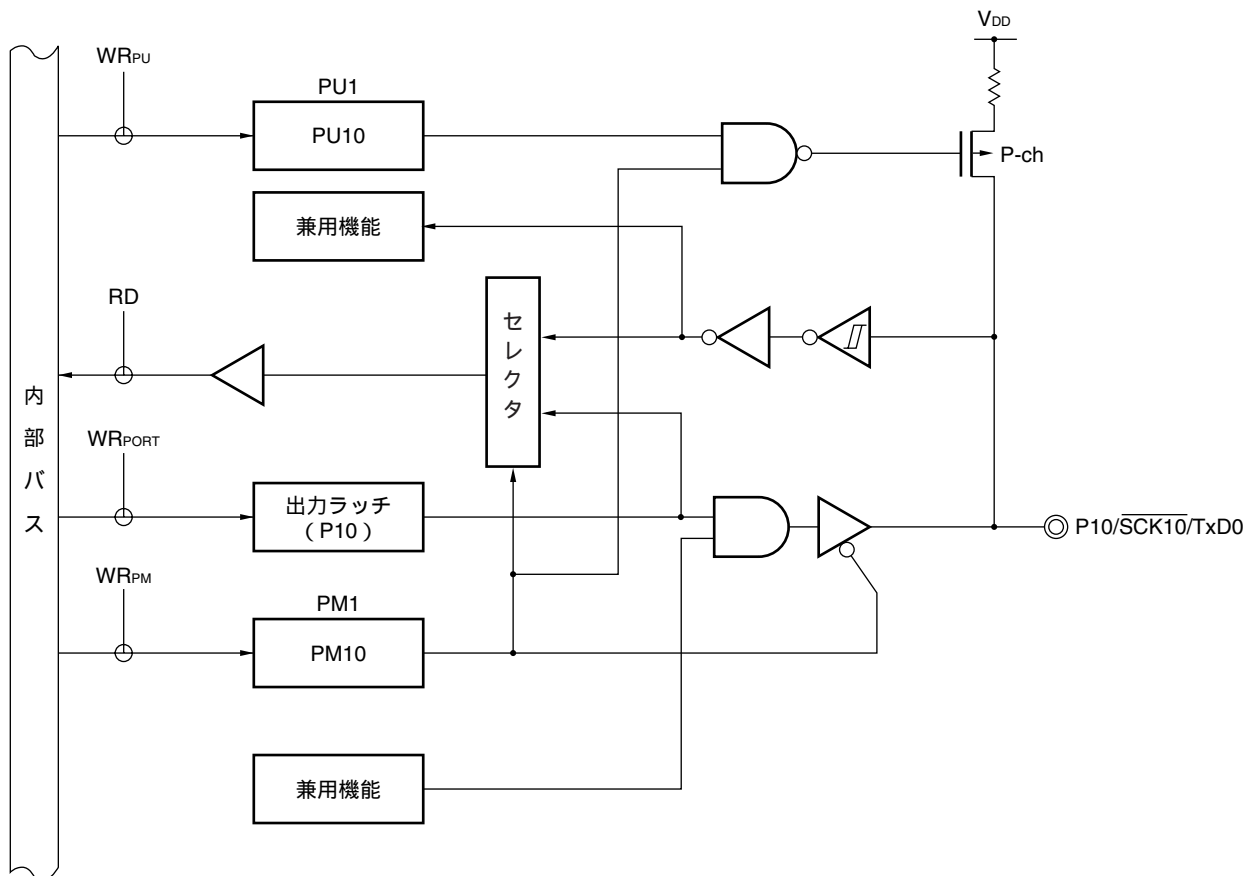 VDD
WRPU
PU1
PU10
P-ch
兼用機能
RD
セレクタ
内部バス
WRPORT
出力ラッチ
(P10)
P10/SCK10/TxD0
WRPM
PM1
PM10
兼用機能